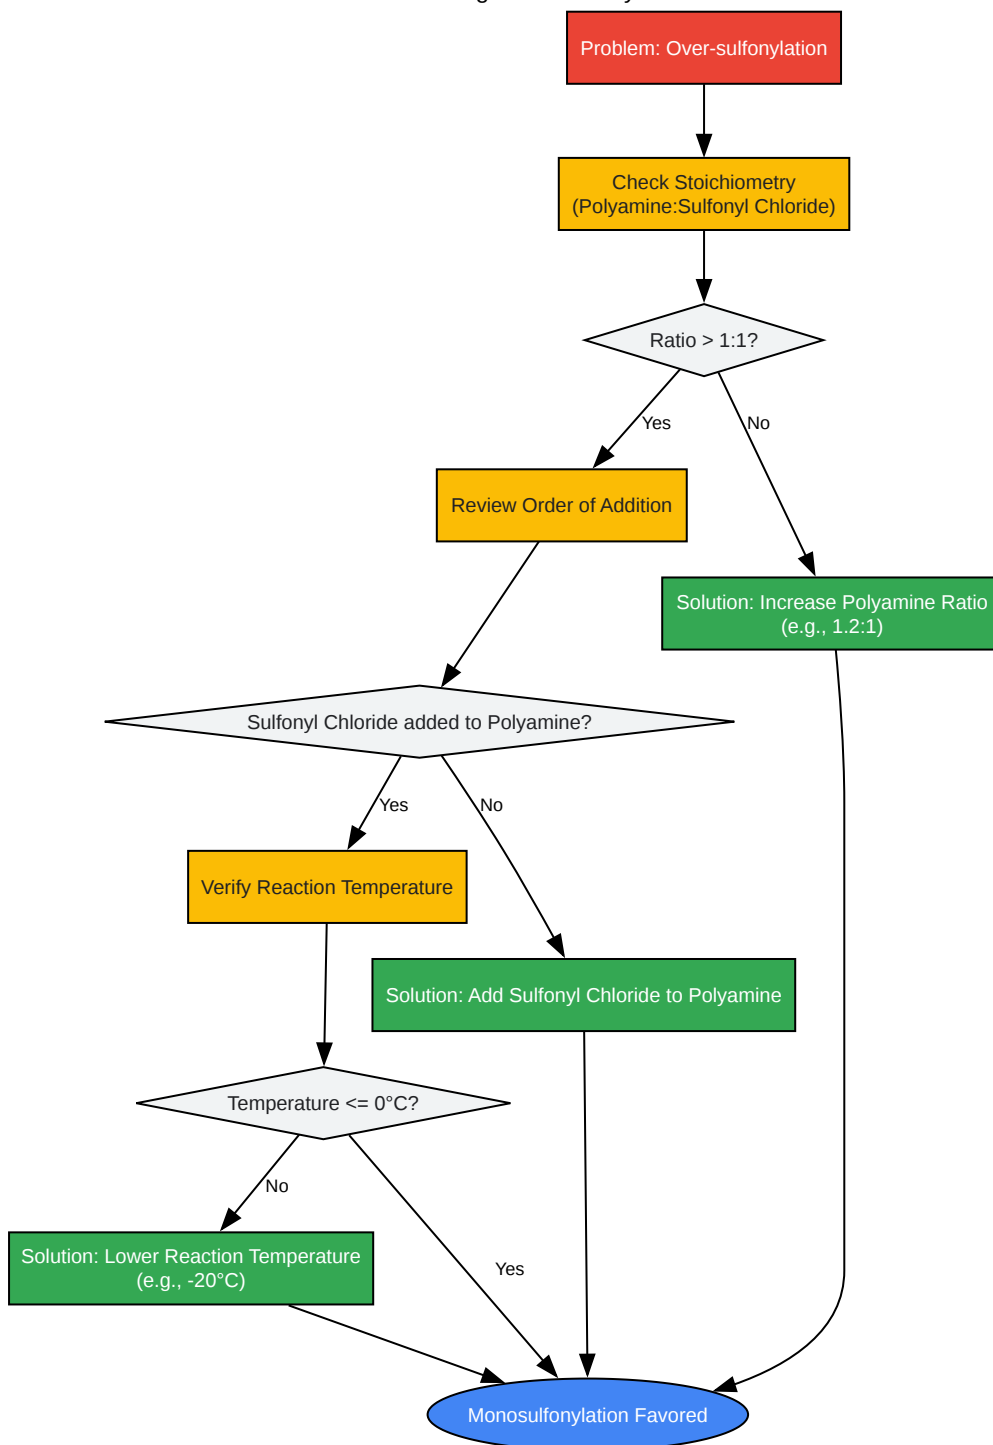 Problem: Over-sulfonylation
Check Stoichiometry
(Polyamine:Sulfonyl Chloride)
Ratio > 1:1?
Yes
No
Review Order of Addition
Solution: Increase Polyamine Ratio
(e.g., 1.2:1)
Sulfonyl Chloride added to Polyamine?
Yes
No
Verify Reaction Temperature
Solution: Add Sulfonyl Chloride to Polyamine
Temperature <= 0°C?
No
Solution: Lower Reaction Temperature
(e.g., -20°C)
Yes
Monosulfonylation Favored